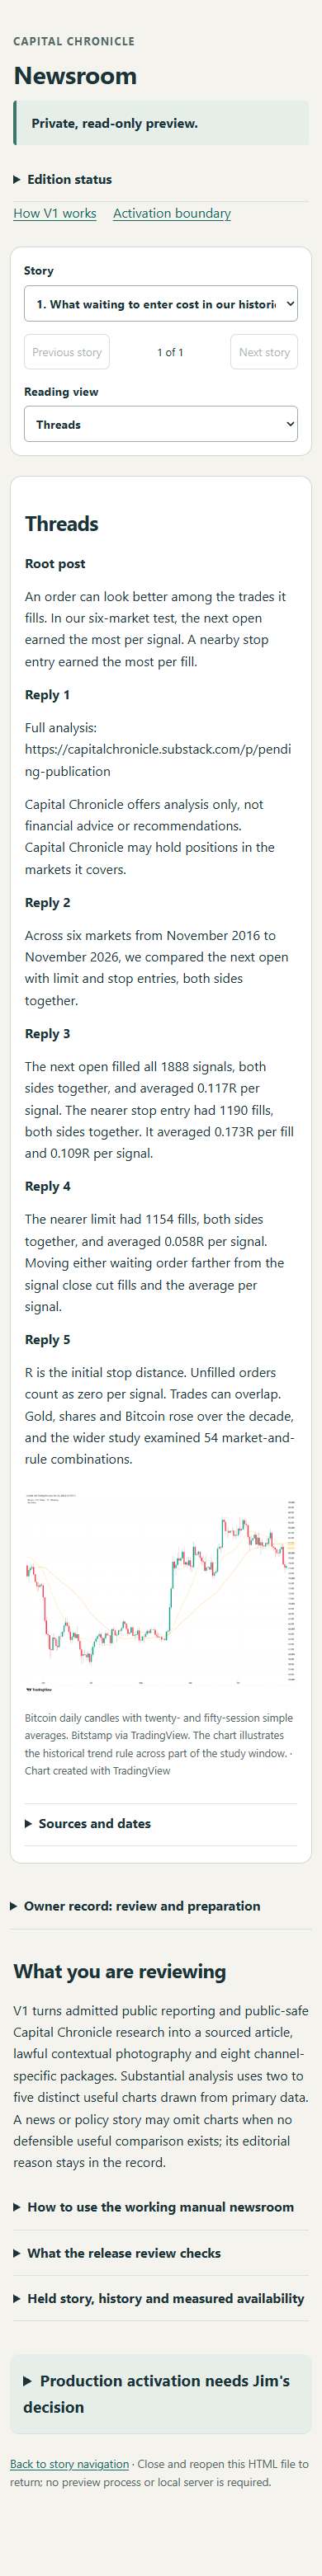 CAPITAL CHRONICLE
Newsroom
Private, read-only preview.
Edition status
How V1 works Activation boundary
Story
1. What waiting to enter cost in our histori
Previous story 1 of 1 Next story
Reading view
Threads
Threads
Root post
An order can look better among the trades it
fills. In our six-market test, the next open
earned the most per signal. A nearby stop
entry earned the most per fill.
Reply 1
Full analysis:
https://capitalchronicle.substack.com/p/pendi
ng-publication
Capital Chronicle offers analysis only, not
financial advice or recommendations.
Capital Chronicle may hold positions in the
markets it covers.
Reply 2
Across six markets from November 2016 to
November 2026, we compared the next open
with limit and stop entries, both sides
together.
Reply 3
The next open filled all 1888 signals, both
sides together, and averaged 0.117R per
signal. The nearer stop entry had 1190 fills,
both sides together. It averaged 0.173R per fill
and 0.109R per signal.
Reply 4
The nearer limit had 1154 fills, both sides
together, and averaged 0.058R per signal.
Moving either waiting order farther from the
signal close cut fills and the average per
signal.
Reply 5
R is the initial stop distance. Unfilled orders
count as zero per signal. Trades can overlap.
Gold, shares and Bitcoin rose over the decade,
and the wider study examined 54 market-and-
rule combinations.
TradingView
Bitcoin daily candles with twenty- and fifty-session simple
averages. Bitstamp via TradingView. The chart illustrates
the historical trend rule across part of the study window. ·
Chart created with TradingView
Sources and dates
Owner record: review and preparation
What you are reviewing
V1 turns admitted public reporting and public-safe
Capital Chronicle research into a sourced article,
lawful contextual photography and eight channel-
specific packages. Substantial analysis uses two to
five distinct useful charts drawn from primary data.
A news or policy story may omit charts when no
defensible useful comparison exists; its editorial
reason stays in the record.
How to use the working manual newsroom
What the release review checks
Held story, history and measured availability
Production activation needs Jim's
decision
Back to story navigation · Close and reopen this HTML file to
return; no preview process or local server is required.